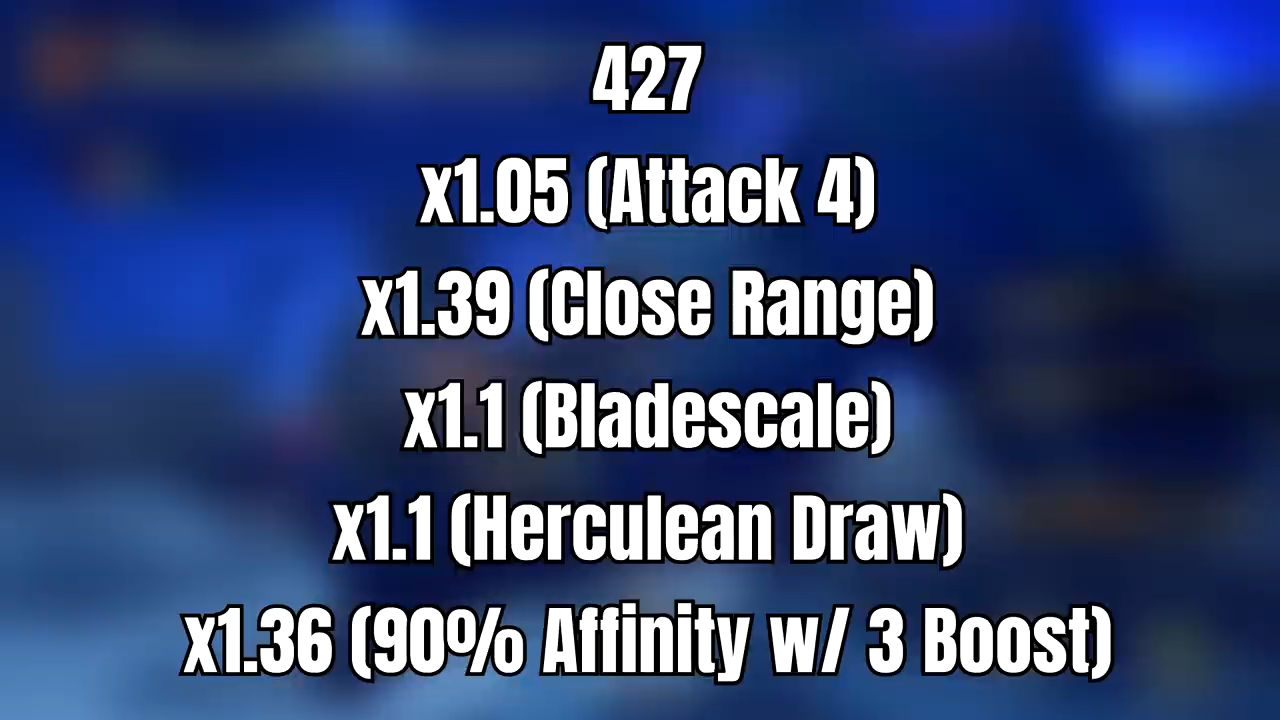 427
x1.05 (Attack 4)
x1.39 (Close Range)
x1.1 (Bladescale)
x1.1 (Herculean Draw)
x1.36 (90% Affinity w/ 3 Boost)